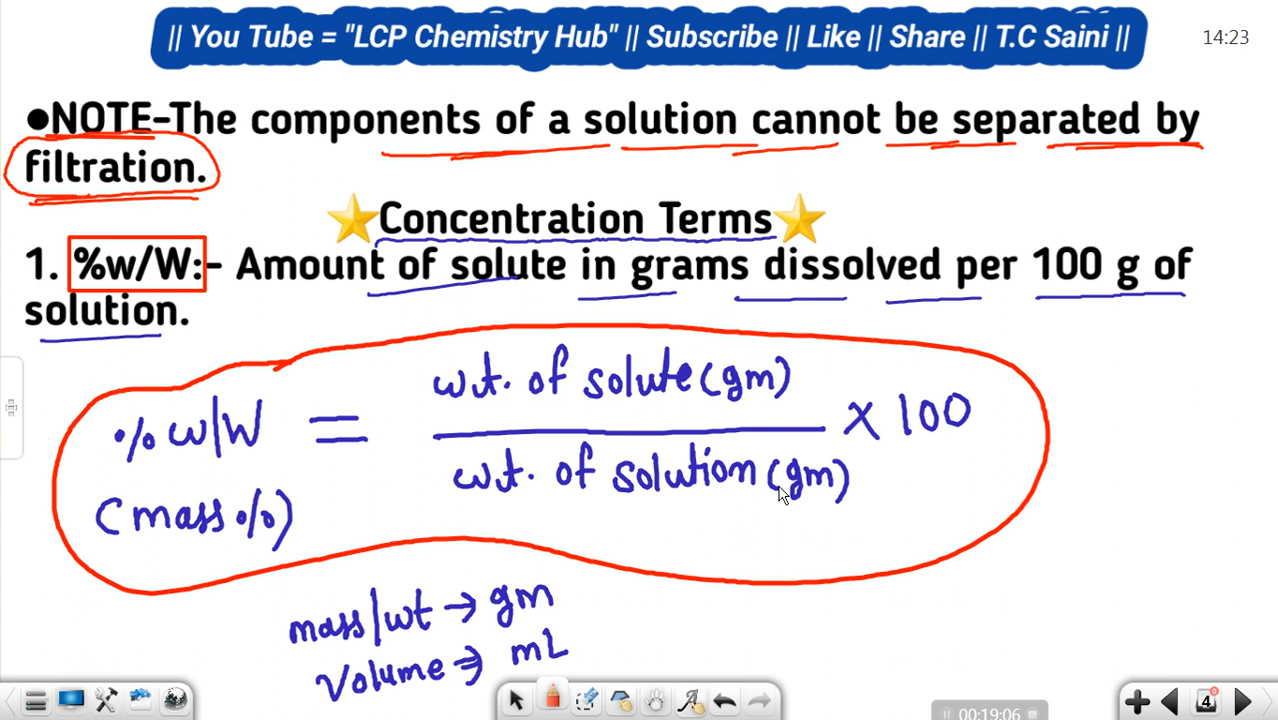 || You Tube = "LCP Chemistry Hub" || Subscribe || Like || Share || T.C Saini ||
14:23
●NOTE-The components of a solution cannot be separated by
filtration.
⭐Concentration Terms⭐
1. %w/W:- Amount of solute in grams dissolved per 100 g of
solution.
% w/W = wt. of solute (gm)
wt. of solution (gm) × 100
(mass %)
mass/wt → gm
Volume ⇒ mL
00:19:06
4
0